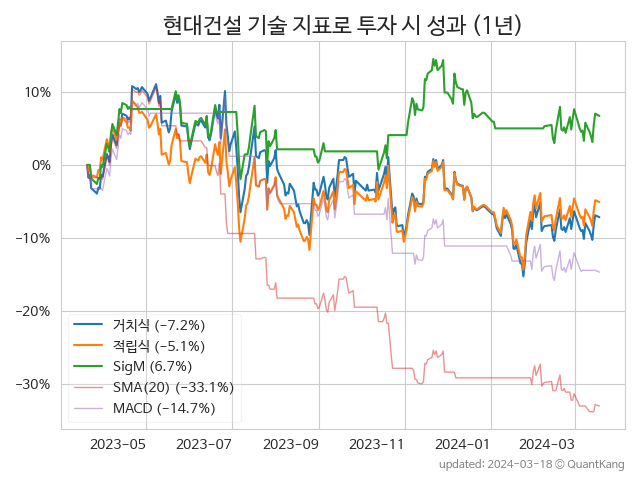 현대건설 기술 지표로 투자 시 성과 (1년)
10%
0%
−10%
−20%
−30%
거치식 (−7.2%)
적립식 (−5.1%)
SigM (6.7%)
SMA(20) (−33.1%)
MACD (−14.7%)
2023−05
2023−07
2023−09
2023−11
2024−01
2024−03
updated: 2024−03−18 ⓒ QuantKang